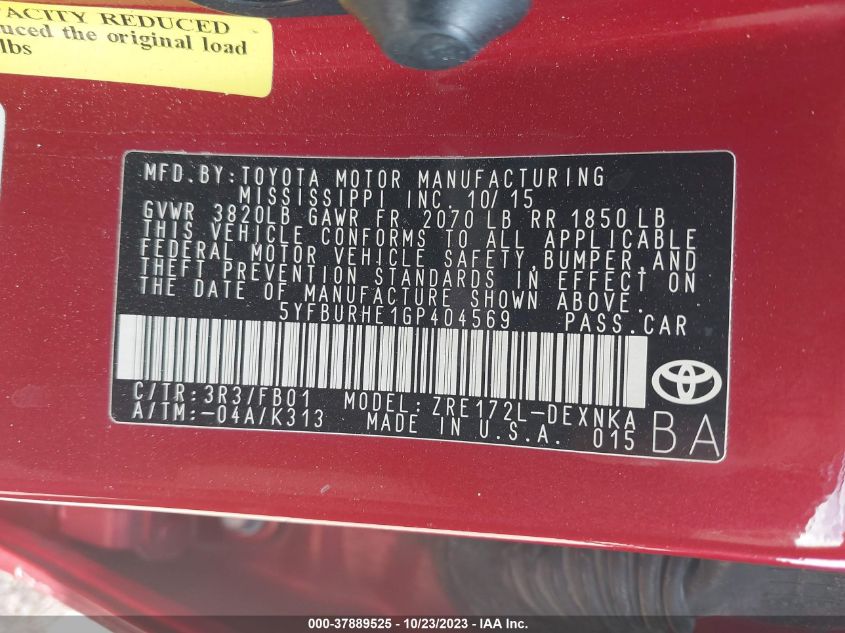 ACITY REDUCED
uced the original load
lbs
MFD.BY:TOYOTA MOTOR MANUFACTURING
MISSISSIPPI INC. 10/15
GVWR 3820LB GAWR FR 2070 LB RR 1850 LB
THIS VEHICLE CONFORMS TO ALL APPLICABLE
FEDERAL MOTOR VEHICLE SAFETY,BUMPER,AND
THEFT PREVENTION STANDARDS IN EFFECT ON
THE DATE OF MANUFACTURE SHOWN ABOVE.
5YFBURHE1GP404569 PASS.CAR
C/TR:3R3/FB01 MODEL:ZRE172L-DEXNKA
A/TM:-04A/K313 MADE IN U.S.A. 015
BA
000-37889525 - 10/23/2023 - IAA Inc.